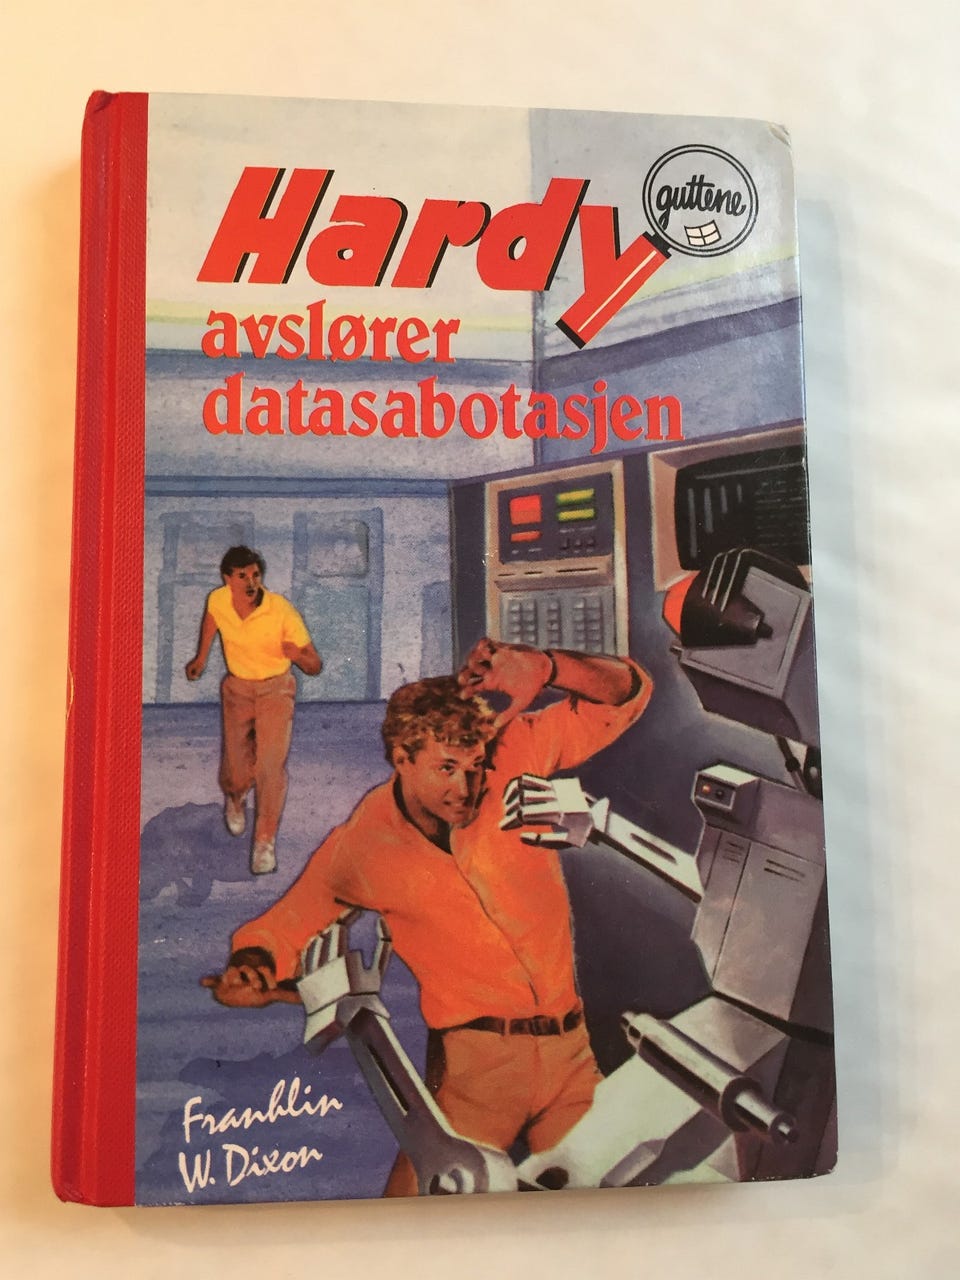 Hardy guttene
avslører
datasabotasjen
Franklin
W. Dixon